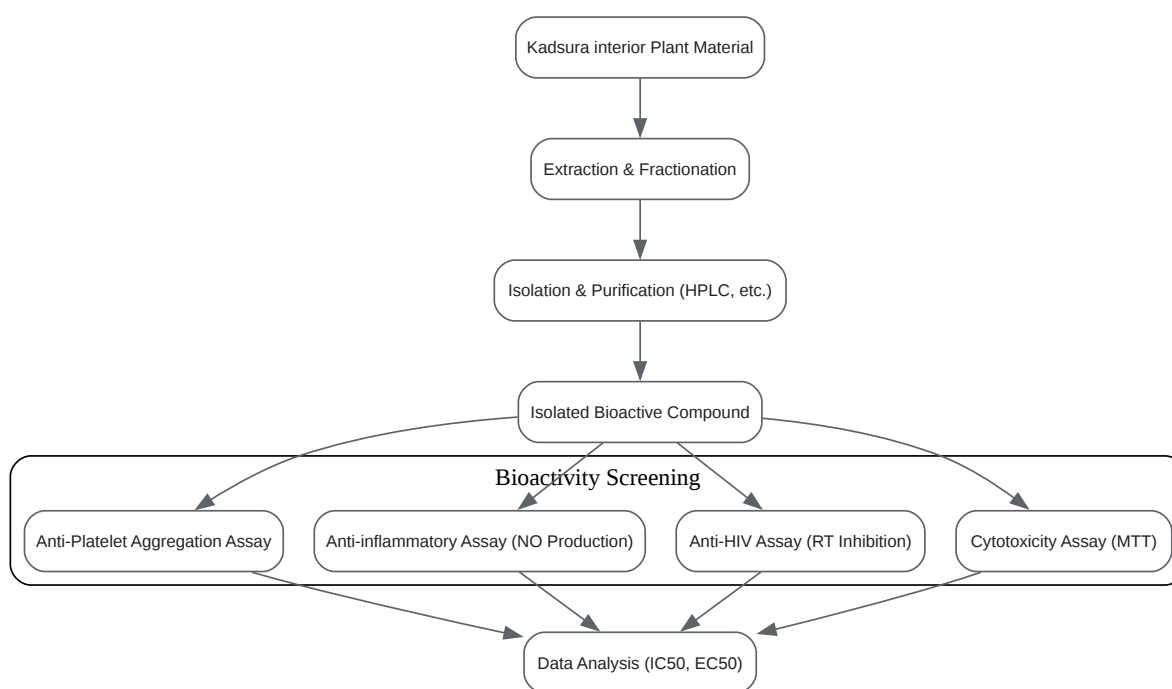 Kadsura interior Plant Material
Extraction & Fractionation
Isolation & Purification (HPLC, etc.)
Isolated Bioactive Compound
Bioactivity Screening
Anti-Platelet Aggregation Assay
Anti-inflammatory Assay (NO Production)
Anti-HIV Assay (RT Inhibition)
Cytotoxicity Assay (MTT)
Data Analysis (IC50, EC50)